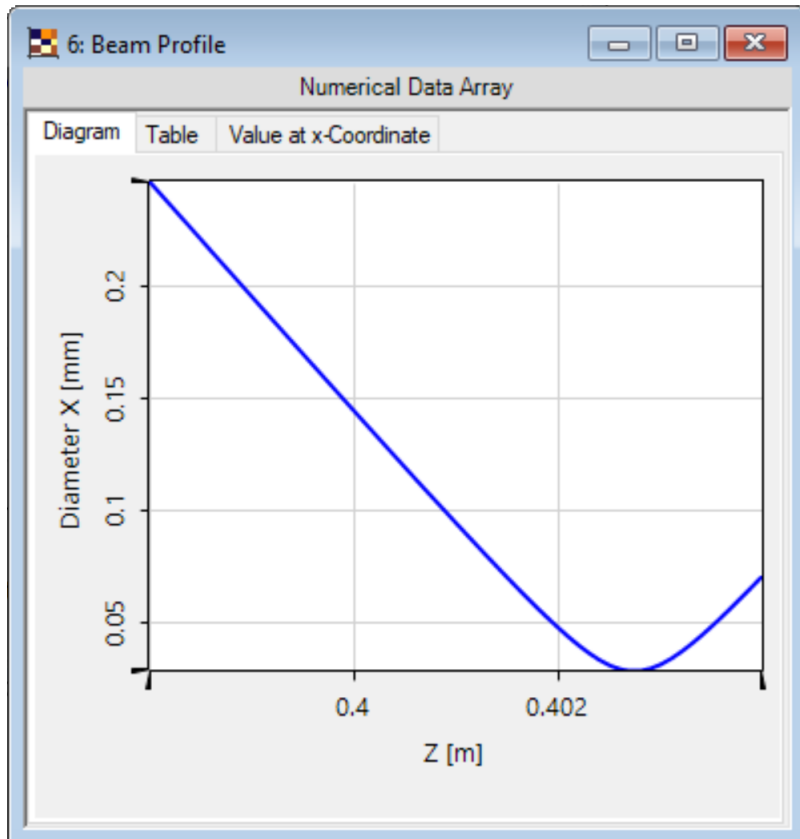 6: Beam Profile
Numerical Data Array
Diagram
Table
Value at x-Coordinate
Diameter X [mm]
0.2
0.15
0.1
0.05
0.4
0.402
Z [m]